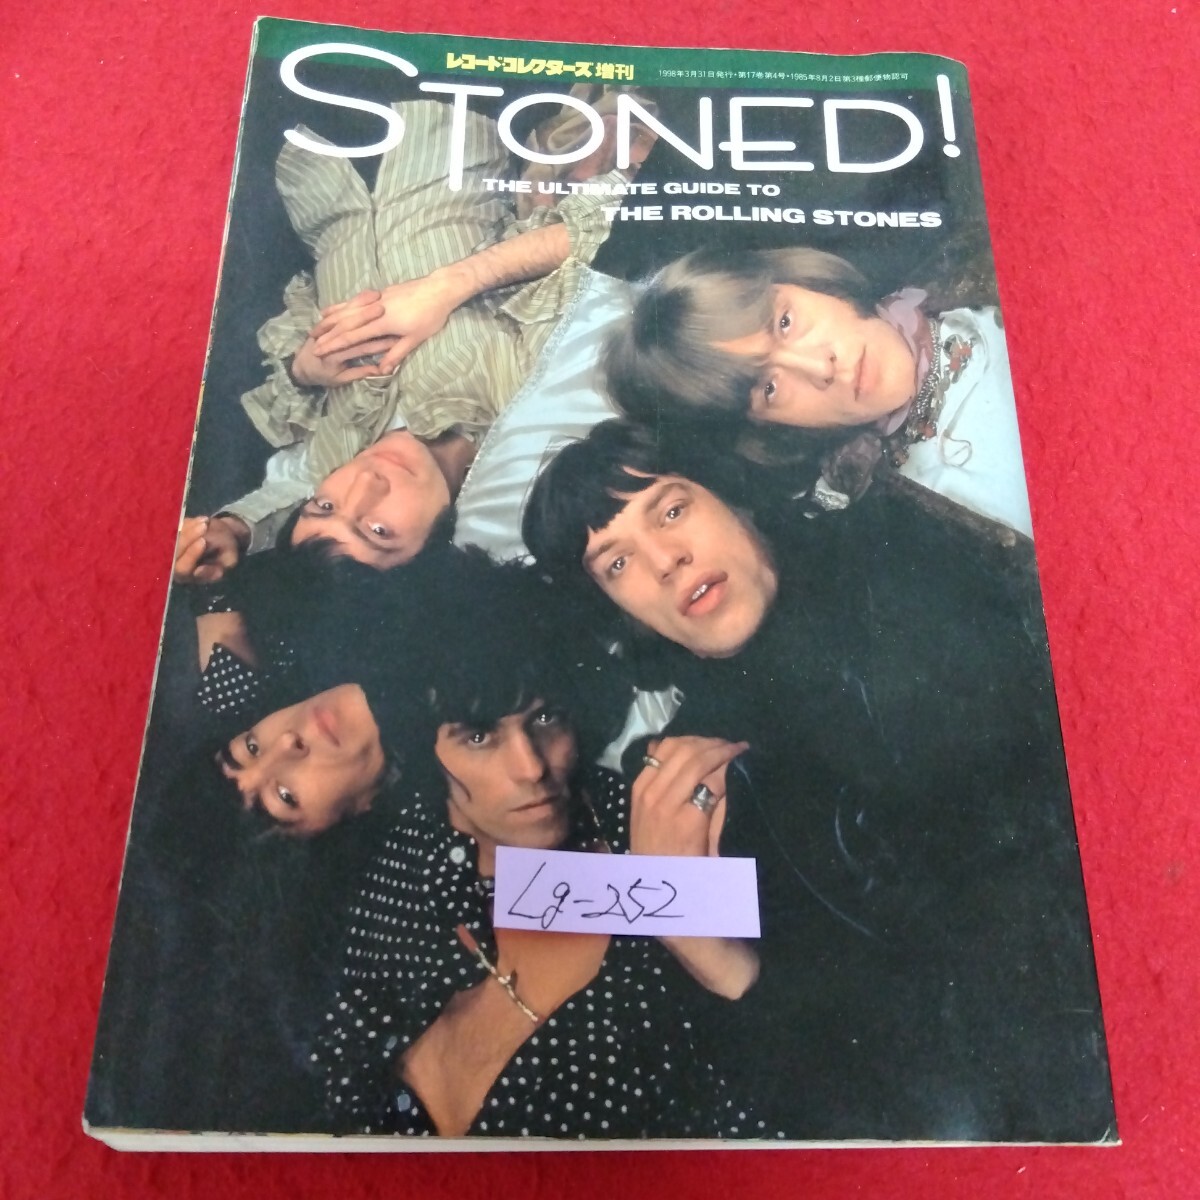 レコード・コレクターズ 増刊
1998年3月31日発行・第17巻第4号・1985年8月2日第3種郵便物認可
STONED!
THE ULTIMATE GUIDE TO
THE ROLLING STONES
Lg-252